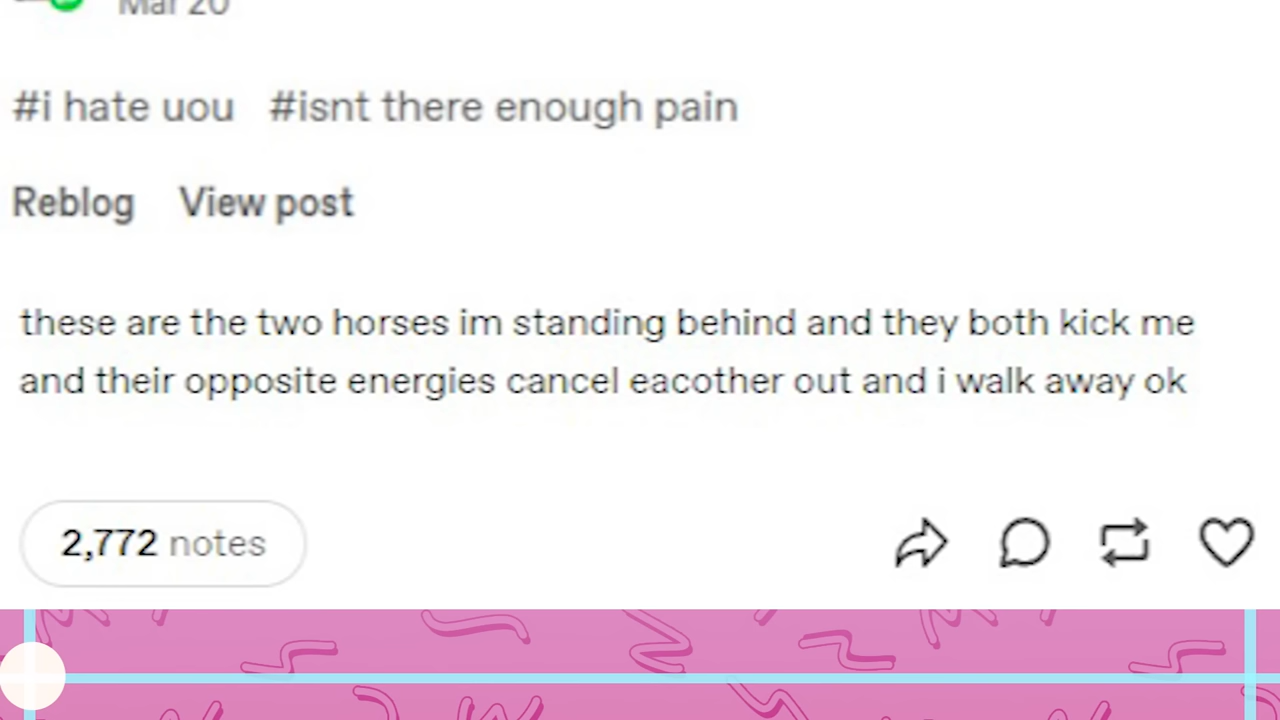 Mar 20
#i hate uou #isnt there enough pain
Reblog View post
these are the two horses im standing behind and they both kick me
and their opposite energies cancel eacother out and i walk away ok
2,772 notes